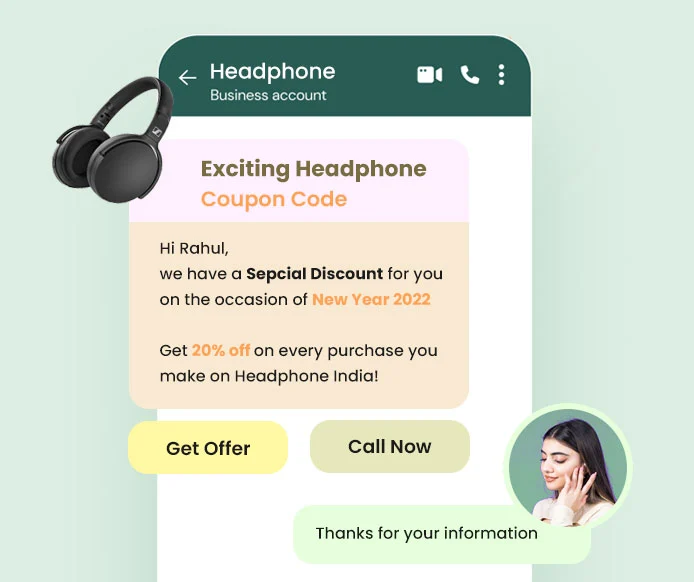 Headphone
Business account
Exciting Headphone
Coupon Code
Hi Rahul,
we have a Sepcial Discount for you
on the occasion of New Year 2022
Get 20% off on every purchase you
make on Headphone India!
Get Offer
Call Now
Thanks for your information